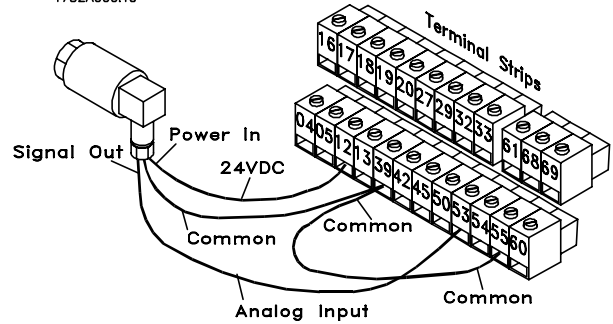 Terminal Strips
16 17 18 19 20 27 29 32 33 61 68 69
04 05 12 13 39 42 45 50 53 54 55 60
Power in
Signal Out
24VDC
Common
Common
Common
Analog Input